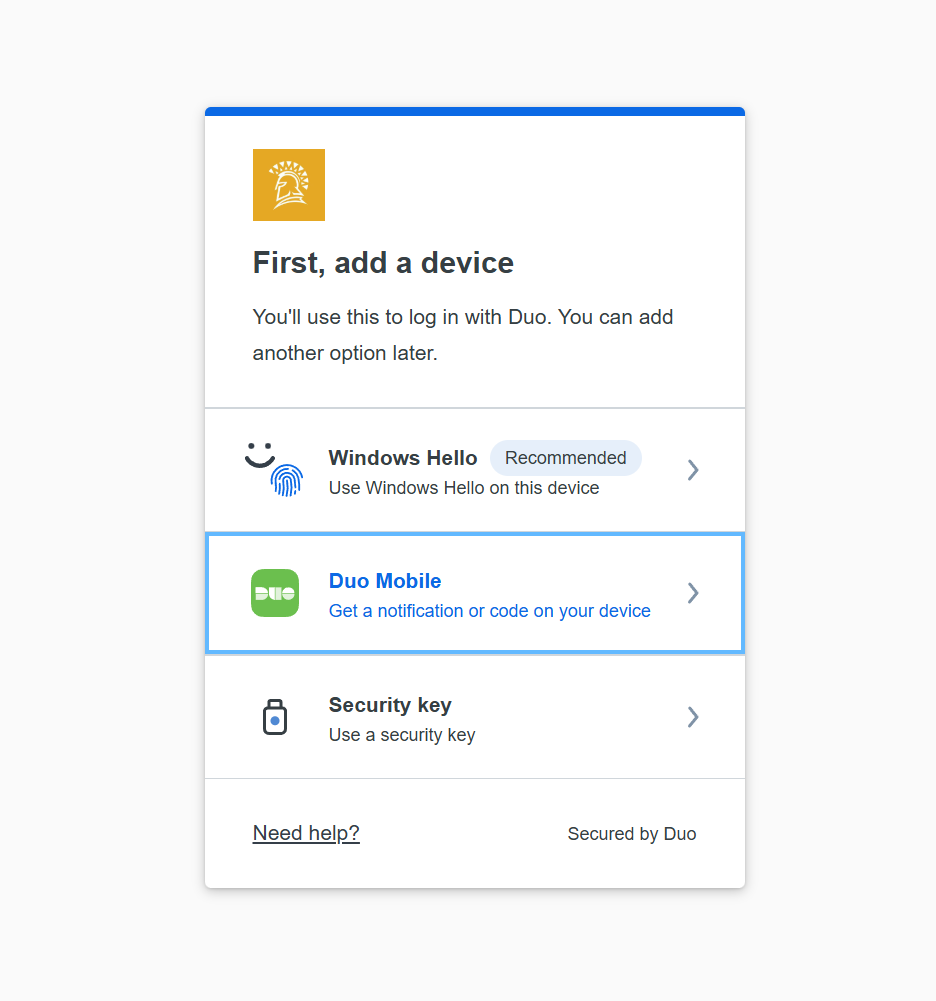 First, add a device
You'll use this to log in with Duo. You can add
another option later.
Windows Hello Recommended
Use Windows Hello on this device
DUO
Duo Mobile
Get a notification or code on your device
Security key
Use a security key
Need help? Secured by Duo